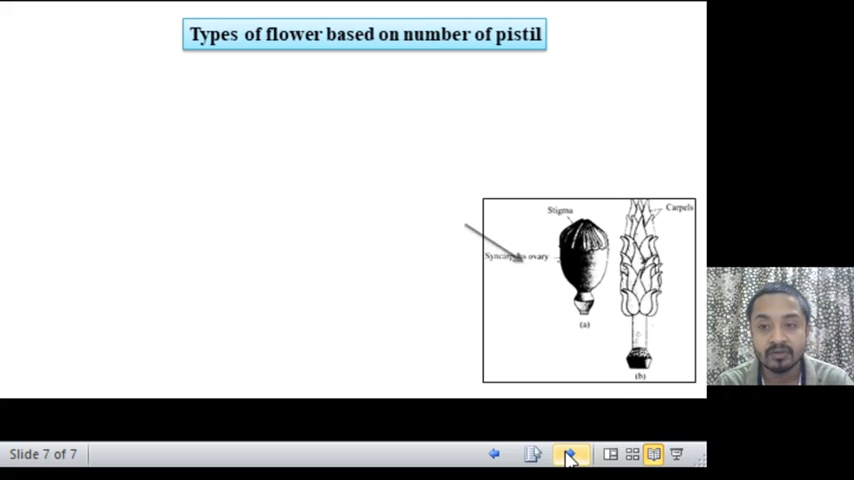 Types of flower based on number of pistil
Stigma
Carpels
ovary
(a)
(b)
Slide 7 of 7